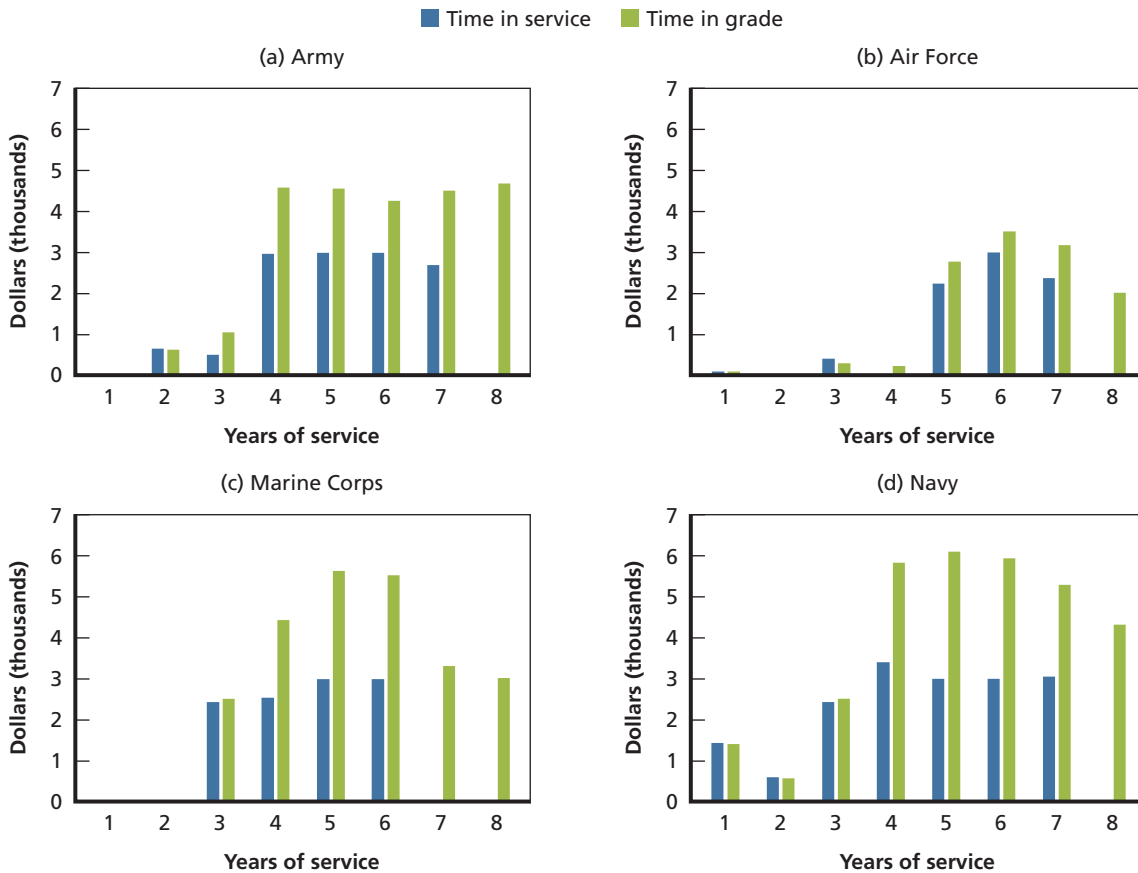 Time in service Time in grade
(a) Army
7
6
5
4
3
2
1
0
Dollars (thousands)
1 2 3 4 5 6 7 8
Years of service
(b) Air Force
7
6
5
4
3
2
1
0
Dollars (thousands)
1 2 3 4 5 6 7 8
Years of service
(c) Marine Corps
7
6
5
4
3
2
1
0
Dollars (thousands)
1 2 3 4 5 6 7 8
Years of service
(d) Navy
7
6
5
4
3
2
1
0
Dollars (thousands)
1 2 3 4 5 6 7 8
Years of service